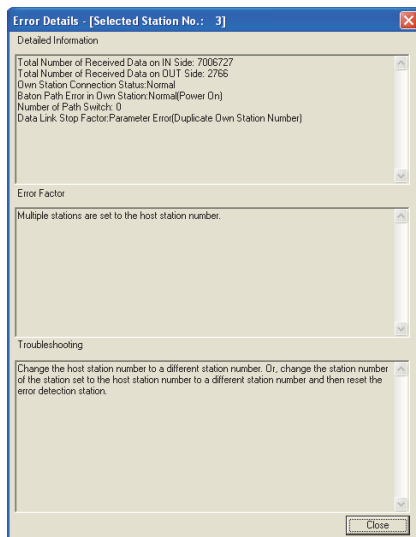 Error Details - [Selected Station No.: 3]
Detailed Information
Total Number of Received Data on IN Side: 7006727
Total Number of Received Data on OUT Side: 2766
Own Station Connection Status:Normal
Baton Path Error in Own Station:Normal(Power On)
Number of Path Switch: 0
Data Link Stop Factor:Parameter Error(Duplicate Own Station Number)
Error Factor
Multiple stations are set to the host station number.
Troubleshooting
Change the host station number to a different station number. Or, change the station number
of the station set to the host station number to a different station number and then reset the
error detection station.
Close